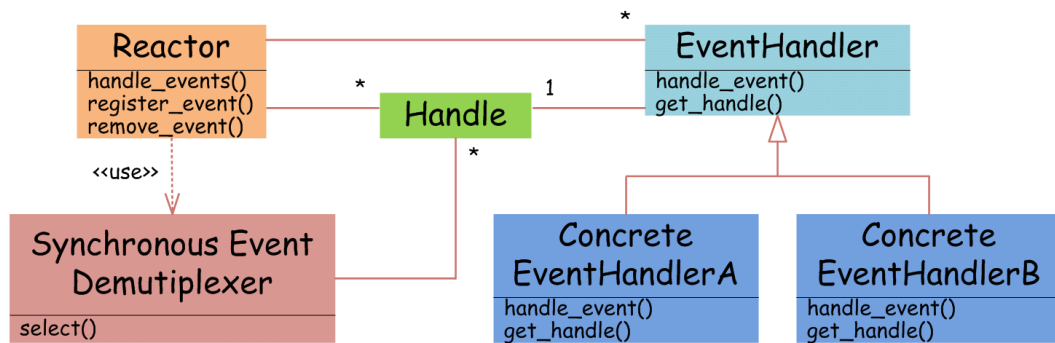 Reactor
handle_events()
register_event()
remove_event()
*
EventHandler
handle_event()
get_handle()
*
Handle
1
*
<<use>>
Synchronous Event
Demutiplexer
select()
Concrete
EventHandlerA
handle_event()
get_handle()
Concrete
EventHandlerB
handle_event()
get_handle()